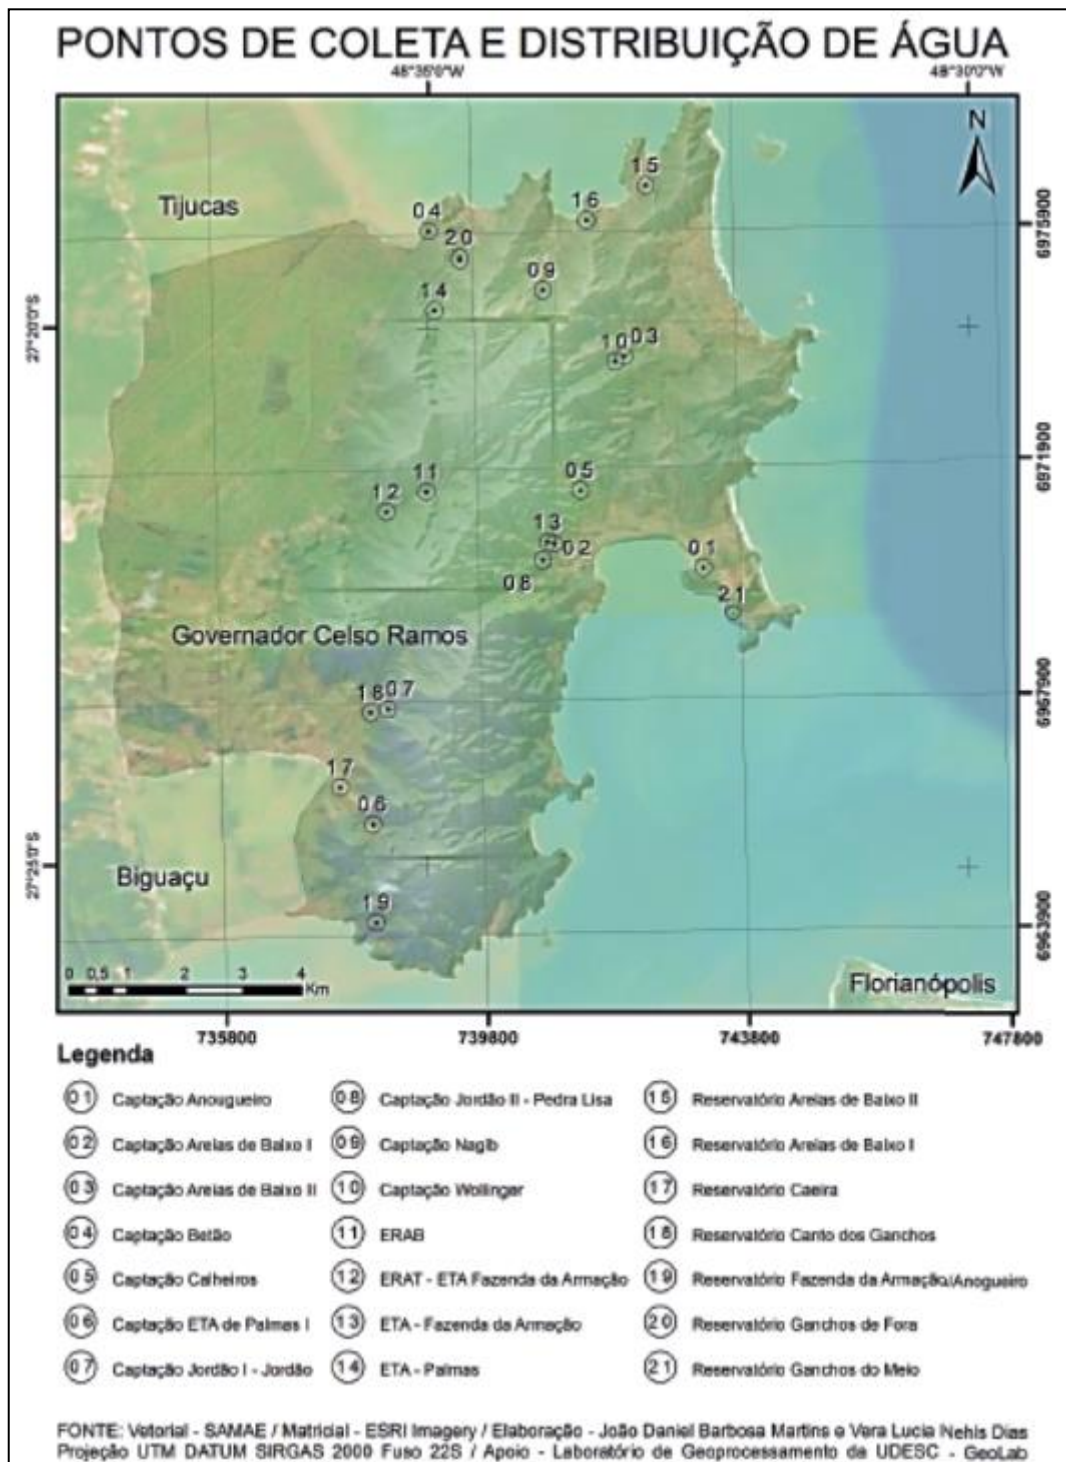 PONTOS DE COLETA E DISTRIBUIÇÃO DE ÁGUA
48°35'0"W 48°30'0"W
N
Tijucas
15
16
04
20
09
14
6975900
27°20'0"S
10 03
6971900
11
05
12
13
02
01
08
21
Governador Celso Ramos
18 07
6967900
17
06
27°25'0"S
Biguaçu
19
6963900
0 0,5 1 2 3 4
Km
Florianópolis
735800 739800 743800 747800
Legenda
01 Captação Anougueiro
02 Captação Areias de Baixo I
03 Captação Areias de Baixo II
04 Captação Betão
05 Captação Calheiros
06 Captação ETA de Palmas I
07 Captação Jordão I - Jordão
08 Captação Jordão II - Pedra Lisa
09 Captação Nagib
10 Captação Wollinger
11 ERAB
12 ERAT - ETA Fazenda da Armação
13 ETA - Fazenda da Armação
14 ETA - Palmas
15 Reservatório Areias de Baixo II
16 Reservatório Areias de Baixo I
17 Reservatório Caeira
18 Reservatório Canto dos Ganchos
19 Reservatório Fazenda da Armação/Anogueiro
20 Reservatório Ganchos de Fora
21 Reservatório Ganchos do Meio
FONTE: Vetorial - SAMAE / Matricial - ESRI Imagery / Elaboração - João Daniel Barbosa Martins e Vera Lucia Nehis Dias
Projeção UTM DATUM SIRGAS 2000 Fuso 22S / Apoio - Laboratório de Geoprocessamento da UDESC - GeoLab